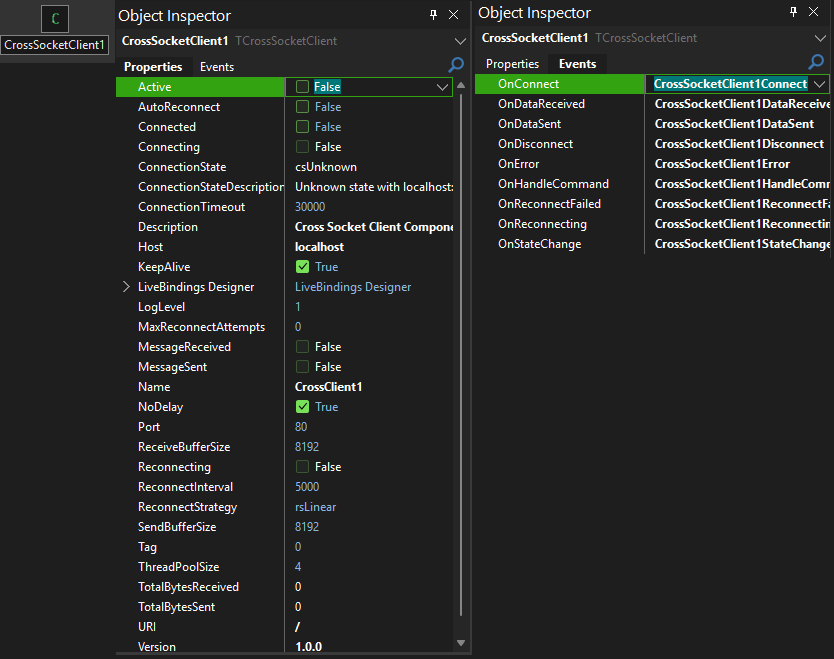 C
CrossSocketClient1
Object Inspector
CrossSocketClient1 TCrossSocketClient
Properties Events
Active False
AutoReconnect False
Connected False
Connecting False
ConnectionState csUnknown
ConnectionStateDescription Unknown state with localhost:
ConnectionTimeout 30000
Description Cross Socket Client Compone
Host localhost
KeepAlive True
LiveBindings Designer LiveBindings Designer
LogLevel 1
MaxReconnectAttempts 0
MessageReceived False
MessageSent False
Name CrossClient1
NoDelay True
Port 80
ReceiveBufferSize 8192
Reconnecting False
ReconnectInterval 5000
ReconnectStrategy rsLinear
SendBufferSize 8192
Tag 0
ThreadPoolSize 4
TotalBytesReceived 0
TotalBytesSent 0
URI /
Version 1.0.0
Object Inspector
CrossSocketClient1 TCrossSocketClient
Properties Events
OnConnect CrossSocketClient1Connect
OnDataReceived CrossSocketClient1DataReceive
OnDataSent CrossSocketClient1DataSent
OnDisconnect CrossSocketClient1Disconnect
OnError CrossSocketClient1Error
OnHandleCommand CrossSocketClient1HandleComm
OnReconnectFailed CrossSocketClient1ReconnectFa
OnReconnecting CrossSocketClient1Reconnectin
OnStateChange CrossSocketClient1StateChange